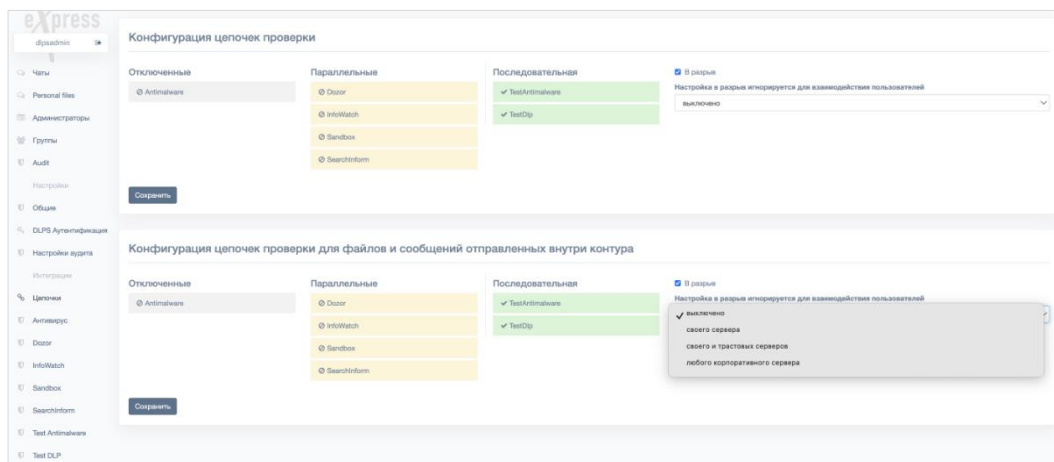 eXpress
dlpsadmin
Чаты
Personal files
Администраторы
Группы
Audit
Настройки
Общие
DLPS Аутентификация
Настройки аудита
Интеграции
Цепочки
Антивирус
Dozor
InfoWatch
Sandbox
SearchInform
Test Antimalware
Test DLP
Конфигурация цепочек проверки
Отключенные
Antimalware
Параллельные
Dozor
InfoWatch
Sandbox
SearchInform
Последовательная
TestAntimalware
TestDlp
В разрыв
Настройка в разрыв игнорируется для взаимодействия пользователей
выключено
Сохранить
Конфигурация цепочек проверки для файлов и сообщений отправленных внутри контура
Отключенные
Antimalware
Параллельные
Dozor
InfoWatch
Sandbox
SearchInform
Последовательная
TestAntimalware
TestDlp
В разрыв
Настройка в разрыв игнорируется для взаимодействия пользователей
выключено
своего сервера
своего и трастовых серверов
любого корпоративного сервера
Сохранить